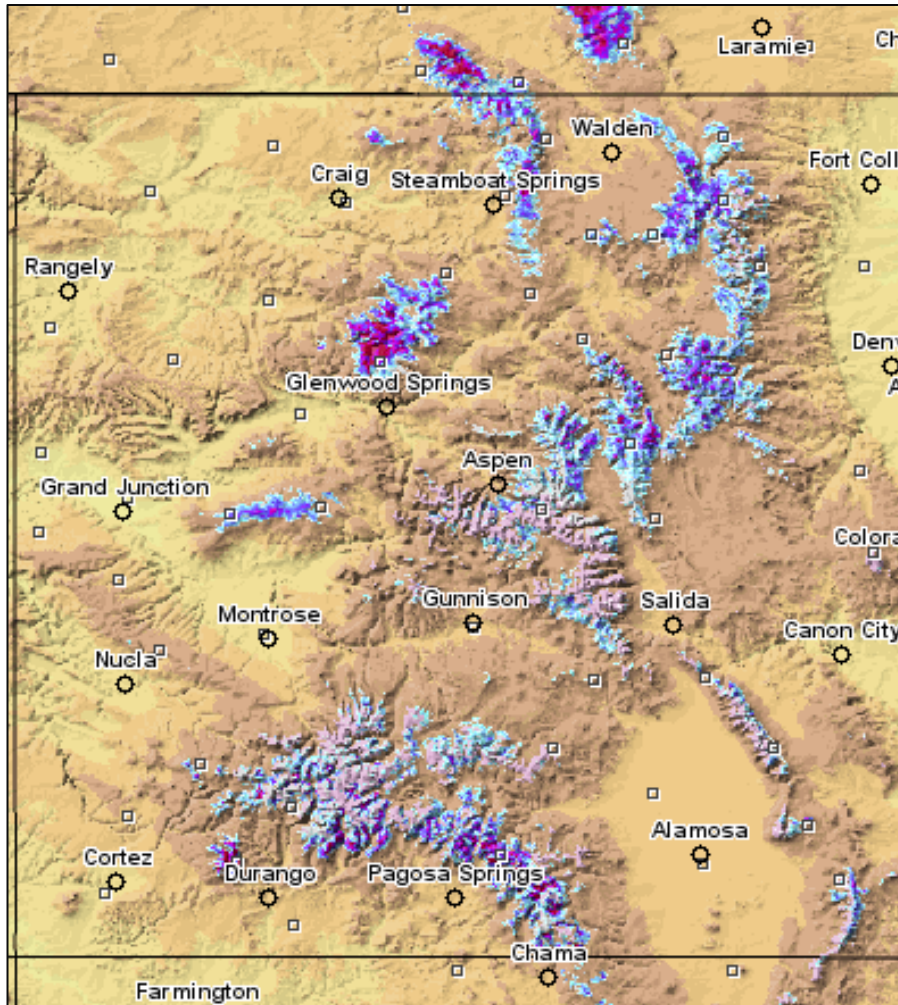 Laramie
Ch
Walden
Fort Coll
Craig
Steamboat Springs
Rangely
Denv
Glenwood Springs
A
Aspen
Grand Junction
Colora
Gunnison
Salida
Montrose
Canon City
Nucla
Alamosa
Cortez
Durango
Pagosa Springs
Chama
Farmington